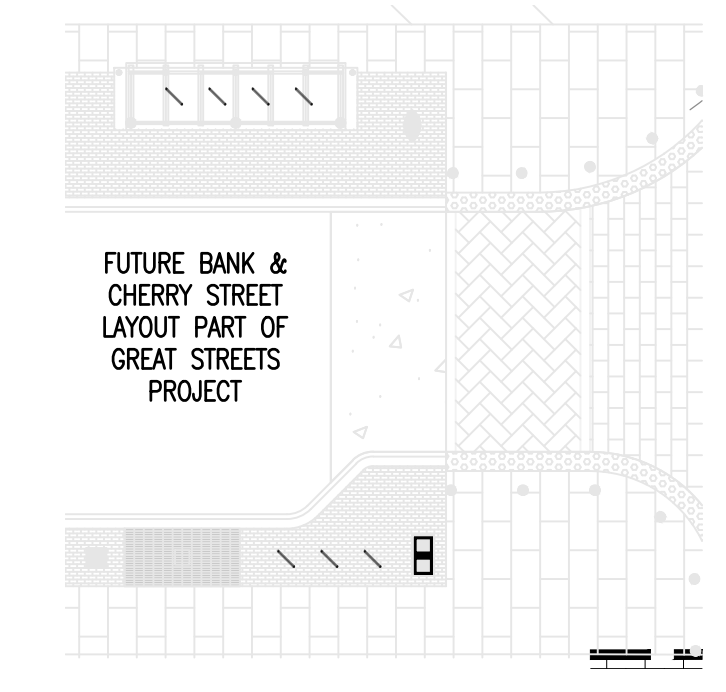 FUTURE BANK &
CHERRY STREET
LAYOUT PART OF
GREAT STREETS
PROJECT